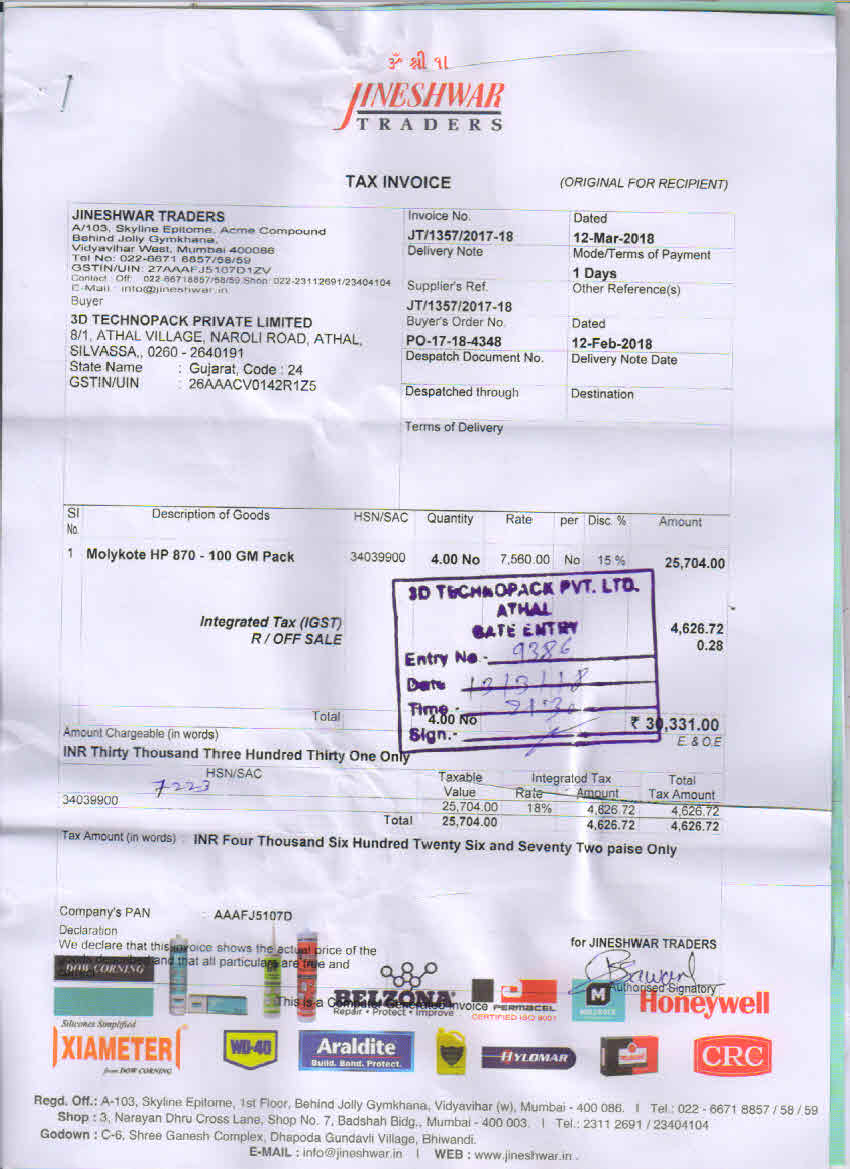 ॐ श्री १।
JINESHWAR
TRADERS
TAX INVOICE
(ORIGINAL FOR RECIPIENT)
JINESHWAR TRADERS
A/103, Skyline Epitome, Acme Compound
Behind Jolly Gymkhana,
Vidyavihar West, Mumbai 400086
Tel No: 022-6671 8857/58/59
GSTIN/UIN: 27AAAFJ5107D1ZV
Contact : Off: 022-66718857/58/59 Shop: 022-23112691/23404104
E-Mail : info@jineshwar.in
Invoice No.
JT/1357/2017-18
Dated
12-Mar-2018
Delivery Note
Mode/Terms of Payment
1 Days
Supplier's Ref.
JT/1357/2017-18
Other Reference(s)
Buyer
3D TECHNOPACK PRIVATE LIMITED
8/1, ATHAL VILLAGE, NAROLI ROAD, ATHAL,
SILVASSA,, 0260 - 2640191
State Name : Gujarat, Code : 24
GSTIN/UIN : 26AAACV0142R1Z5
Buyer's Order No.
PO-17-18-4348
Dated
12-Feb-2018
Despatch Document No.
Delivery Note Date
Despatched through
Destination
Terms of Delivery
Sl No. Description of Goods HSN/SAC Quantity Rate per Disc. % Amount
1 Molykote HP 870 - 100 GM Pack 34039900 4.00 No 7,560.00 No 15 % 25,704.00
Integrated Tax (IGST) 4,626.72
R / OFF SALE 0.28
3D TECHNOPACK PVT. LTD.
ATHAL
GATE ENTRY
Entry No.- 9386
Date 13/3/18
Time.-
Sign.-
Total 4.00 No ₹ 30,331.00
Amount Chargeable (in words) E. & O.E
INR Thirty Thousand Three Hundred Thirty One Only
HSN/SAC Taxable Value Integrated Tax Rate Amount Total Tax Amount
7223
34039900 25,704.00 18% 4,626.72 4,626.72
Total 25,704.00 4,626.72 4,626.72
Tax Amount (in words) : INR Four Thousand Six Hundred Twenty Six and Seventy Two paise Only
Company's PAN : AAAFJ5107D
Declaration
We declare that this invoice shows the actual price of the
goods described and that all particulars are true and
for JINESHWAR TRADERS
Authorised Signatory
This is a Computer Generated Invoice
DOW CORNING
Silicones Simplified
BELZONA
Repair • Protect • Improve
PERMACEL
CERTIFIED ISO 9001
M
MOLYKOTE
Honeywell
XIAMETER
from DOW CORNING
WD-40
Araldite
Build. Bond. Protect.
HYLOMAR
CRC
Regd. Off.: A-103, Skyline Epitome, 1st Floor, Behind Jolly Gymkhana, Vidyavihar (w), Mumbai - 400 086. I Tel.: 022 - 6671 8857 / 58 / 59
Shop : 3, Narayan Dhru Cross Lane, Shop No. 7, Badshah Bldg., Mumbai - 400 003. I Tel.: 2311 2691 / 23404104
Godown : C-6, Shree Ganesh Complex, Dhapoda Gundavli Village, Bhiwandi.
E-MAIL : info@jineshwar.in I WEB : www.jineshwar.in .